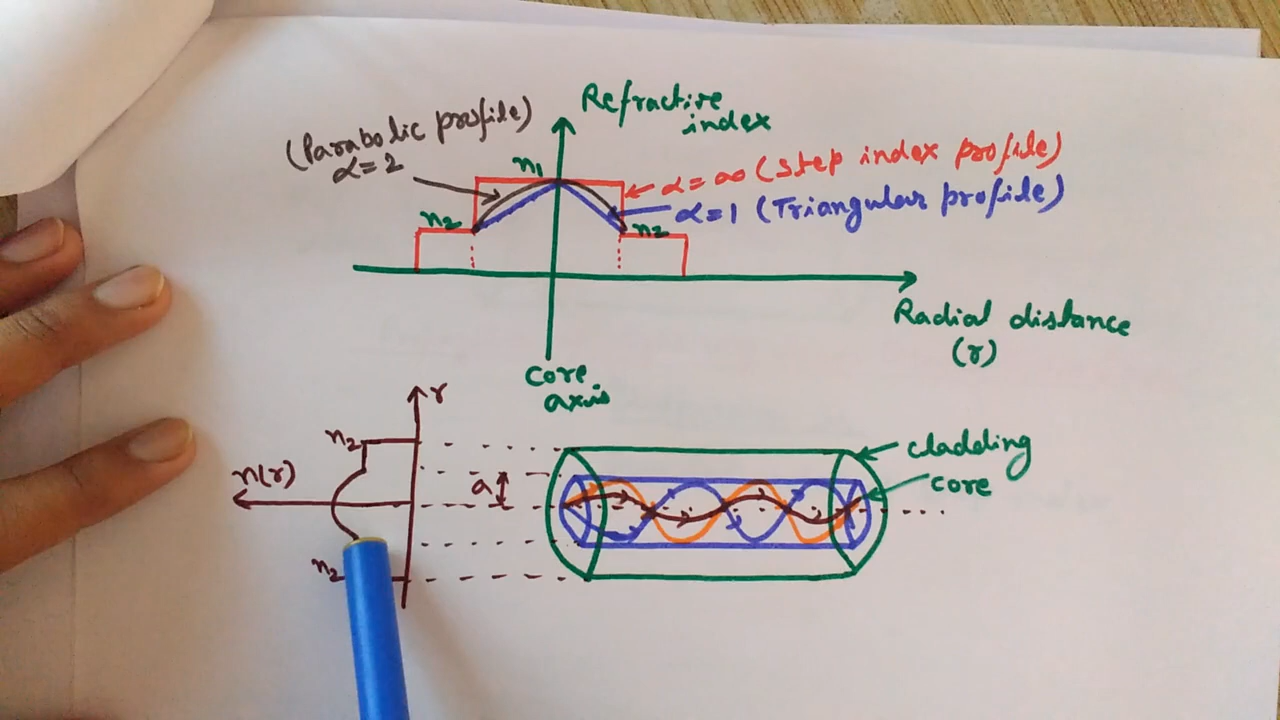 Refractive
index
(Parabolic profile)
α=2
n₁
α=∞ (Step index profile)
α=1 (Triangular profile)
n₂
n₂
Radial distance
(r)
core
axis
r
n₂
n(r)
a
cladding
core
n₂